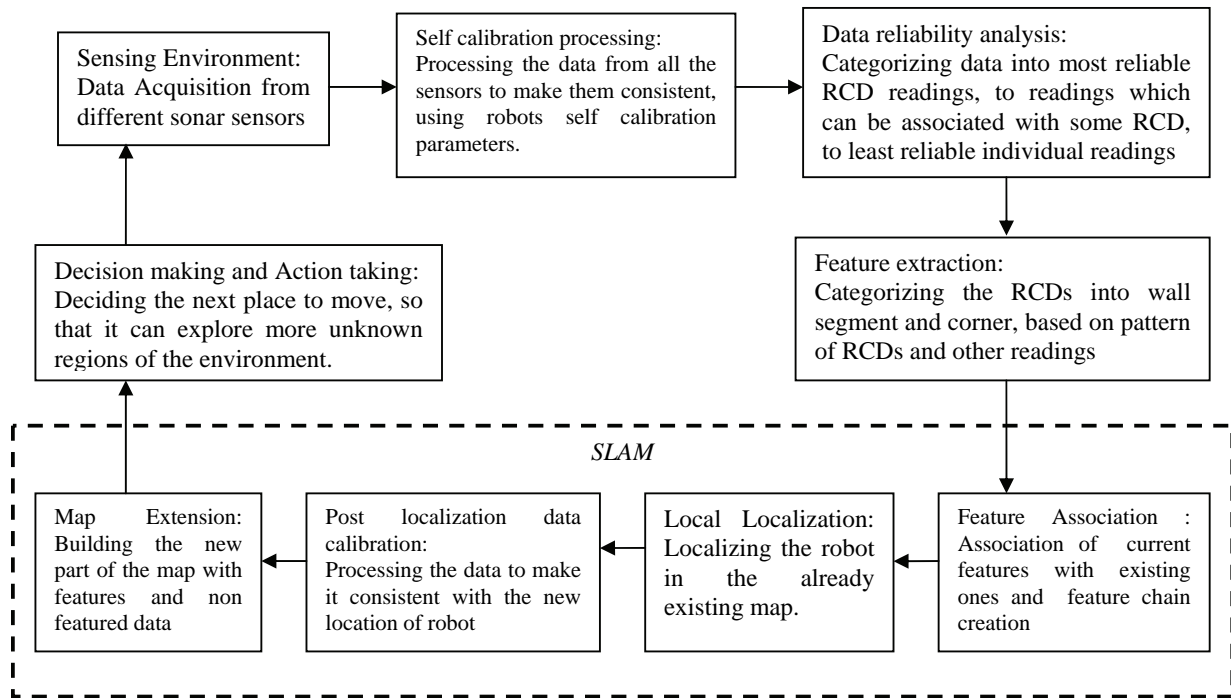 Sensing Environment:
Data Acquisition from
different sonar sensors
Self calibration processing:
Processing the data from all the
sensors to make them consistent,
using robots self calibration
parameters.
Data reliability analysis:
Categorizing data into most reliable
RCD readings, to readings which
can be associated with some RCD,
to least reliable individual readings
Decision making and Action taking:
Deciding the next place to move, so
that it can explore more unknown
regions of the environment.
Feature extraction:
Categorizing the RCDs into wall
segment and corner, based on pattern
of RCDs and other readings
SLAM
Map Extension:
Building the new
part of the map with
features and non
featured data
Post localization data
calibration:
Processing the data to make
it consistent with the new
location of robot
Local Localization:
Localizing the robot
in the already
existing map.
Feature Association :
Association of current
features with existing
ones and feature chain
creation